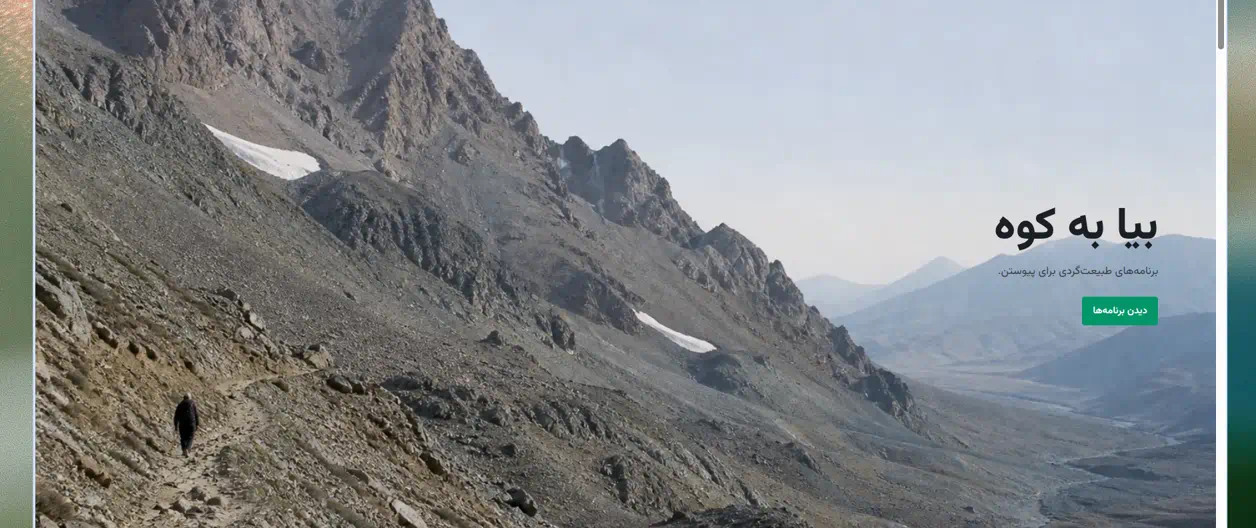 بیا به کوه
برنامه‌های طبیعت‌گردی برای پیوستن.
دیدن برنامه‌ها